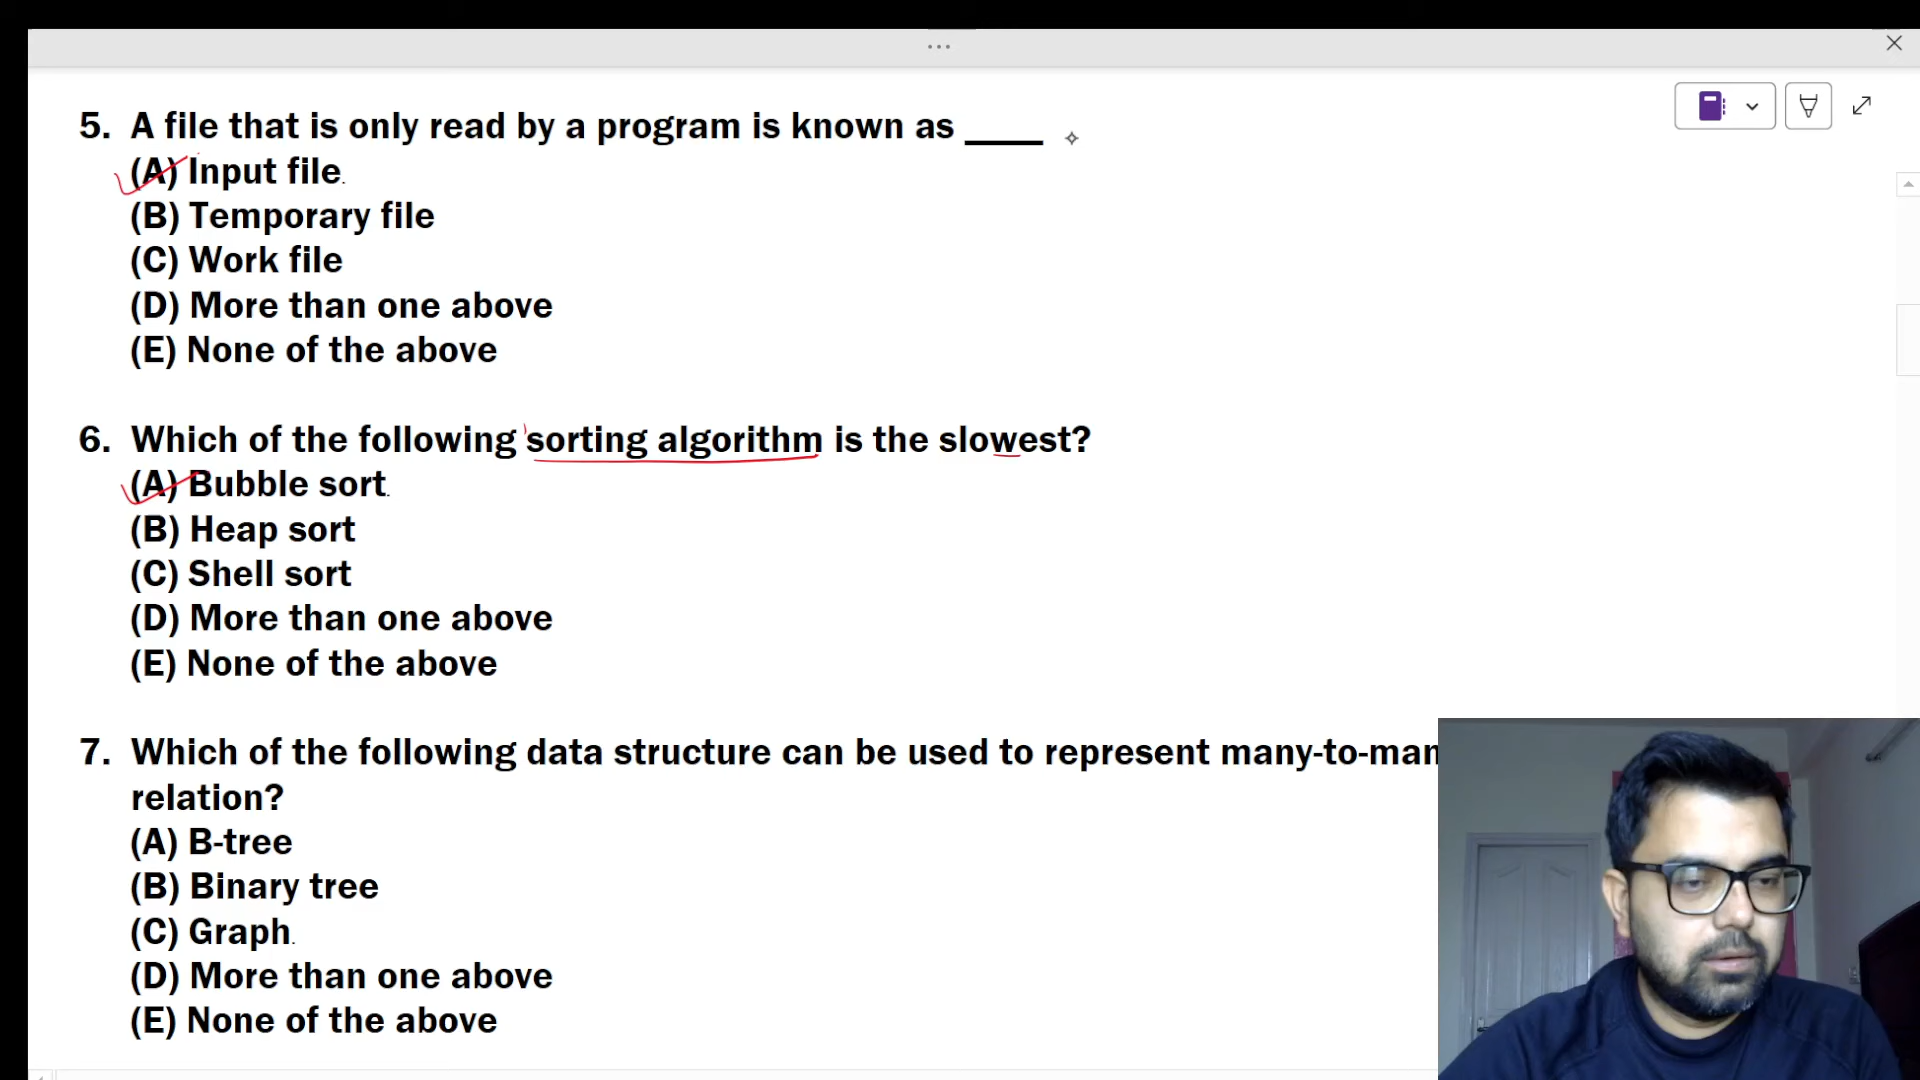 5. A file that is only read by a program is known as ____
(A) Input file.
(B) Temporary file
(C) Work file
(D) More than one above
(E) None of the above
6. Which of the following sorting algorithm is the slowest?
(A) Bubble sort.
(B) Heap sort
(C) Shell sort
(D) More than one above
(E) None of the above
7. Which of the following data structure can be used to represent many-to-man
relation?
(A) B-tree
(B) Binary tree
(C) Graph.
(D) More than one above
(E) None of the above